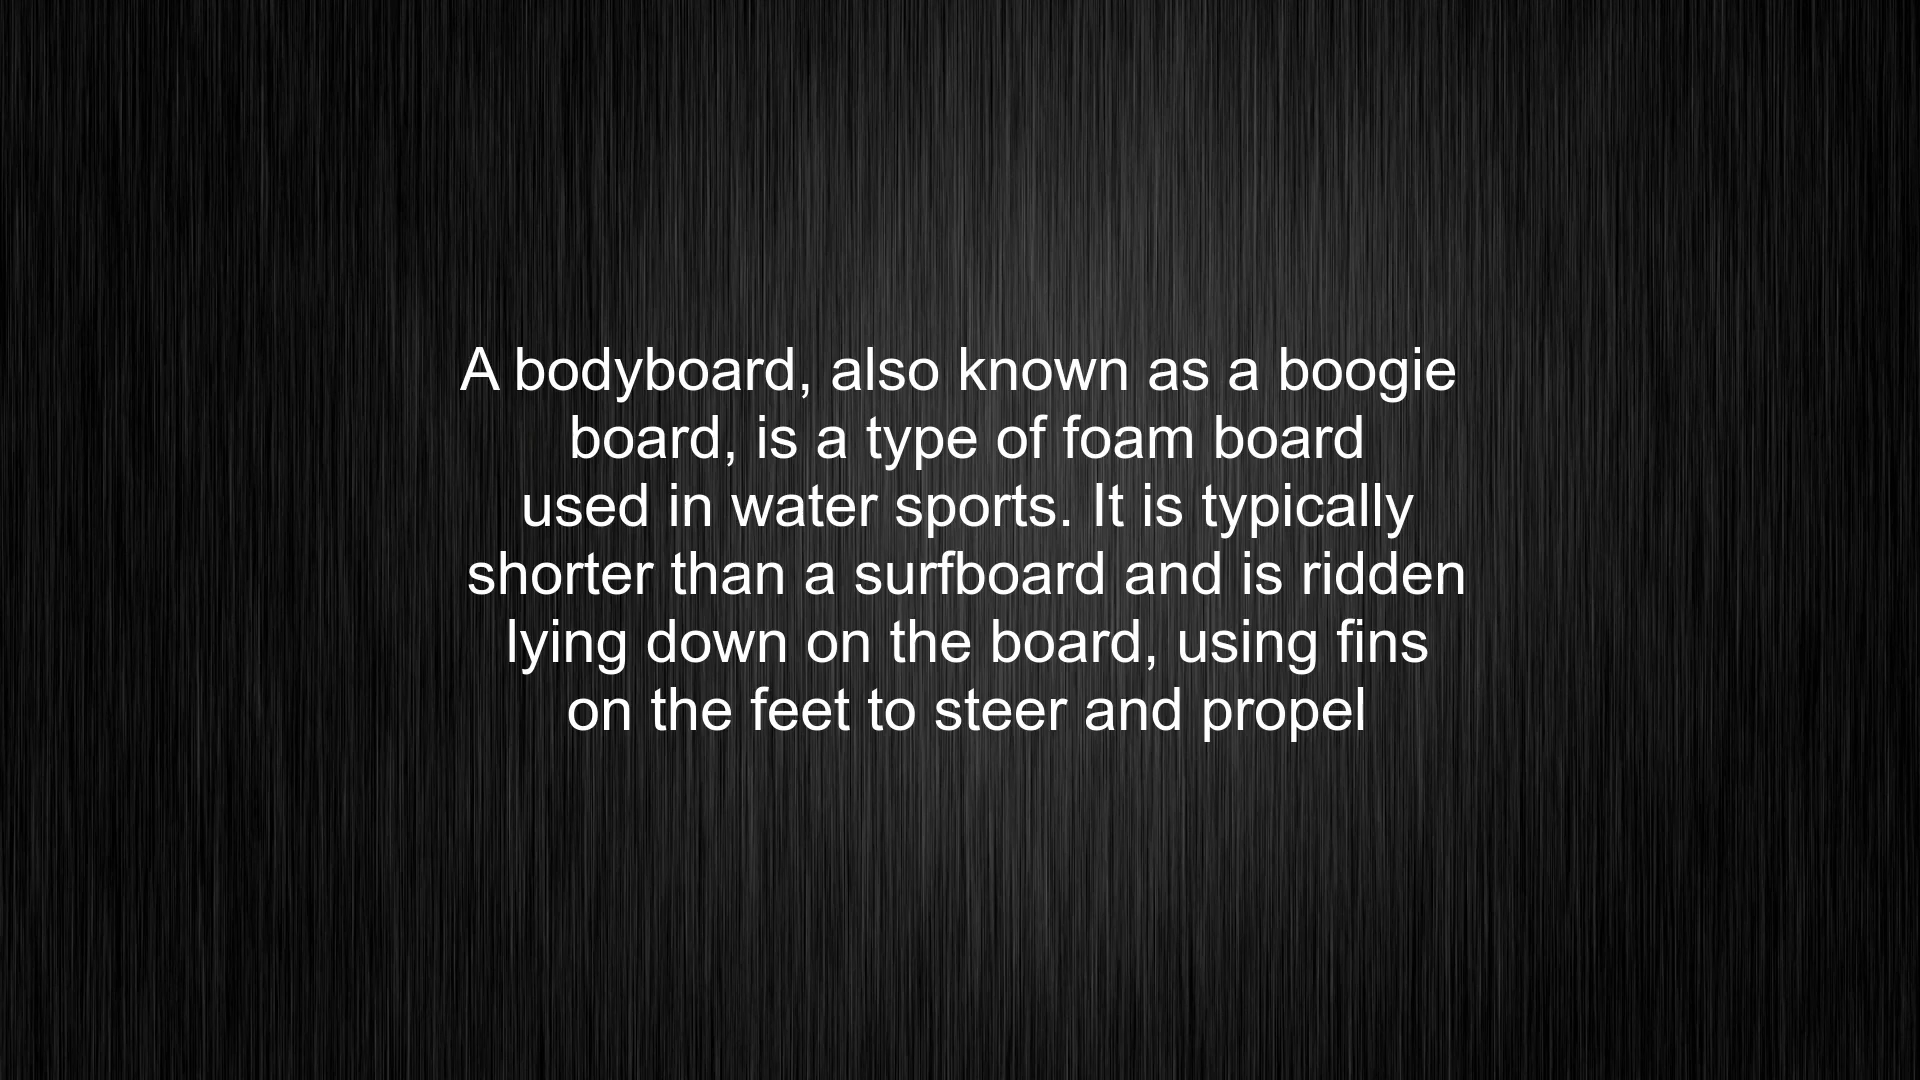 A bodyboard, also known as a boogie
board, is a type of foam board
used in water sports. It is typically
shorter than a surfboard and is ridden
lying down on the board, using fins
on the feet to steer and propel